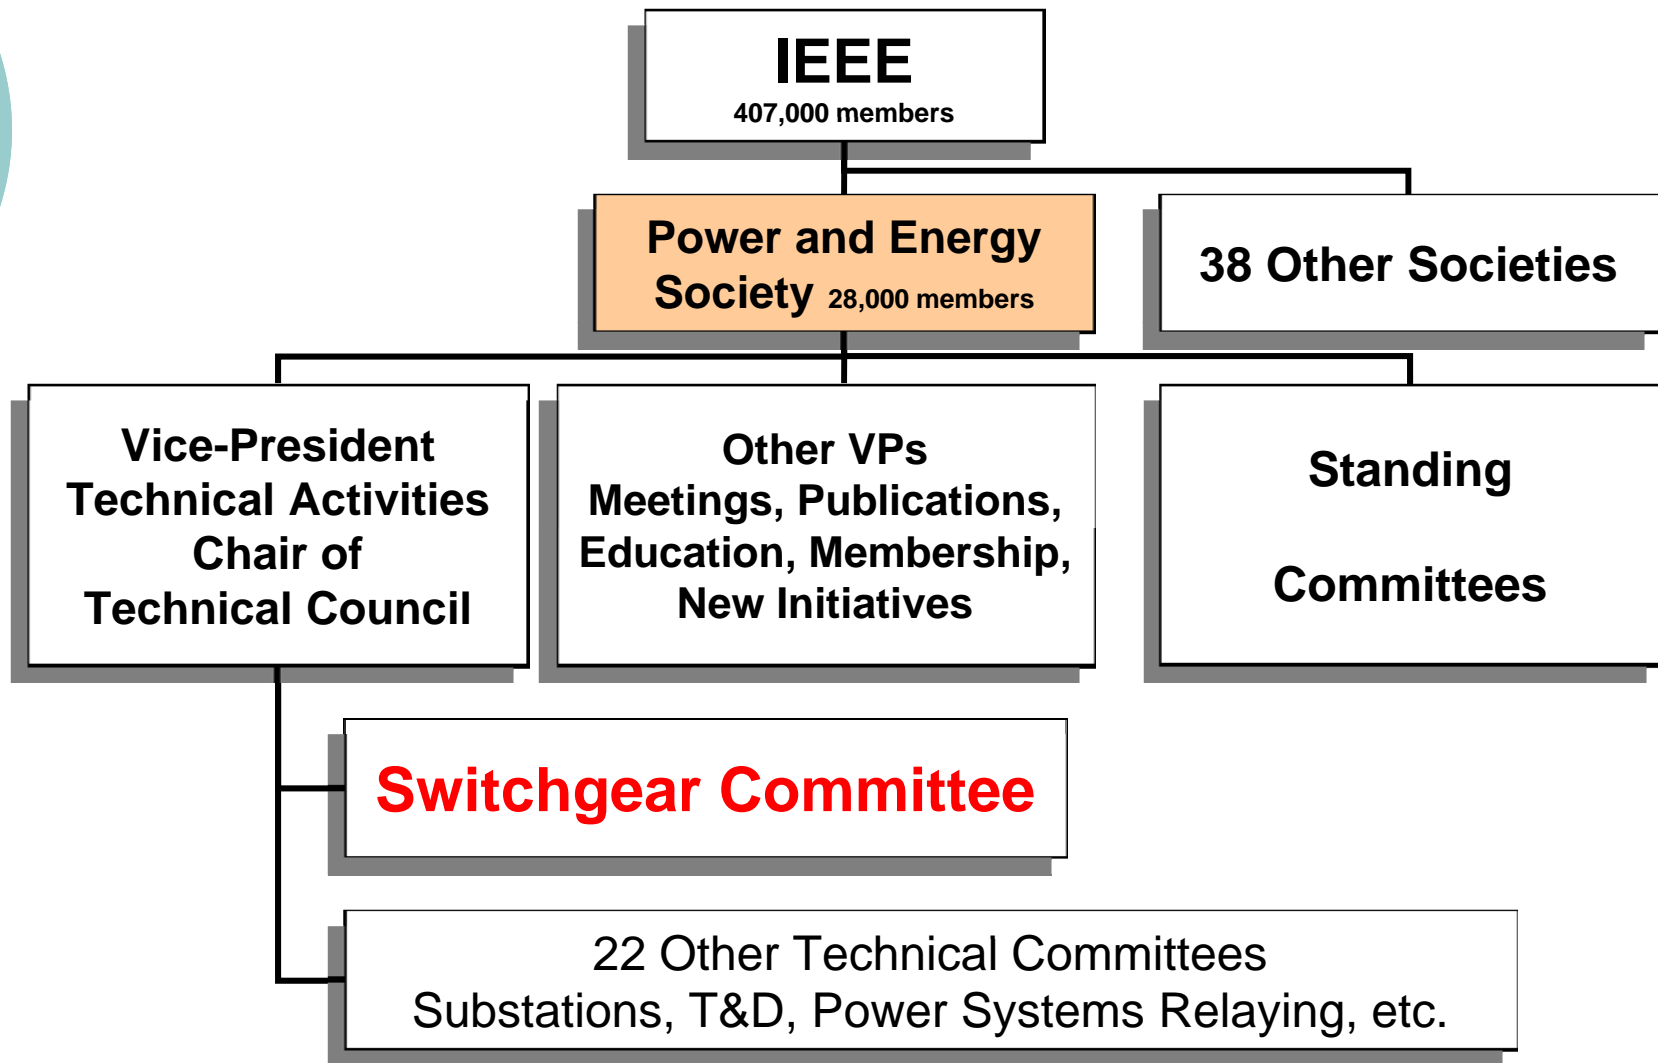 IEEE
407,000 members
Power and Energy
Society 28,000 members
38 Other Societies
Vice-President
Technical Activities
Chair of
Technical Council
Other VPs
Meetings, Publications,
Education, Membership,
New Initiatives
Standing
Committees
Switchgear Committee
22 Other Technical Committees
Substations, T&D, Power Systems Relaying, etc.